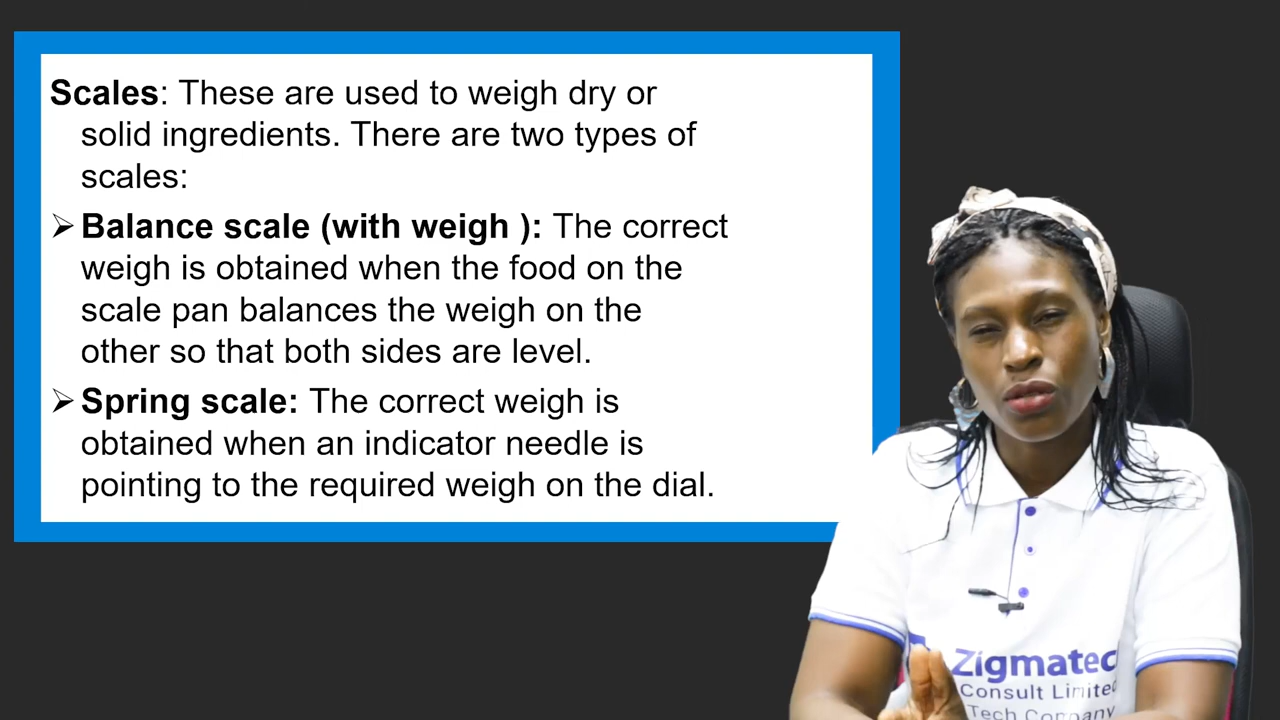 Scales: These are used to weigh dry or
solid ingredients. There are two types of
scales:
➢ Balance scale (with weigh ): The correct
weigh is obtained when the food on the
scale pan balances the weigh on the
other so that both sides are level.
➢ Spring scale: The correct weigh is
obtained when an indicator needle is
pointing to the required weigh on the dial.
Zigmatec
Consult Limited
Tech Company